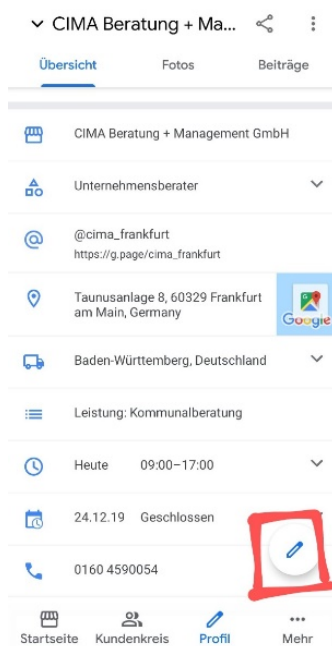 CIMA Beratung + Ma...
Übersicht Fotos Beiträge
CIMA Beratung + Management GmbH
Unternehmensberater
@cima_frankfurt
https://g.page/cima_frankfurt
Taunusanlage 8, 60329 Frankfurt
am Main, Germany
Google
Baden-Württemberg, Deutschland
Leistung: Kommunalberatung
Heute 09:00–17:00
24.12.19 Geschlossen
0160 4590054
Startseite Kundenkreis Profil Mehr